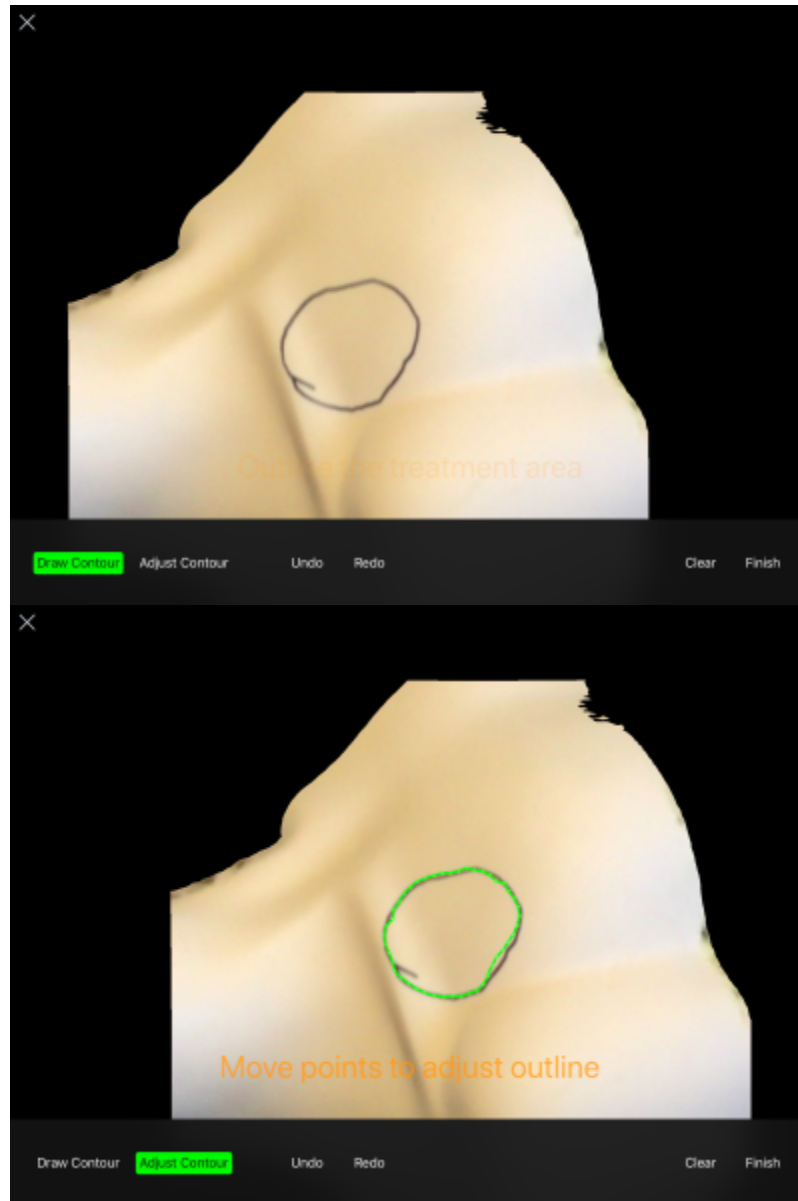 Outline the treatment area
Draw Contour Adjust Contour Undo Redo Clear Finish
Move points to adjust outline
Draw Contour Adjust Contour Undo Redo Clear Finish